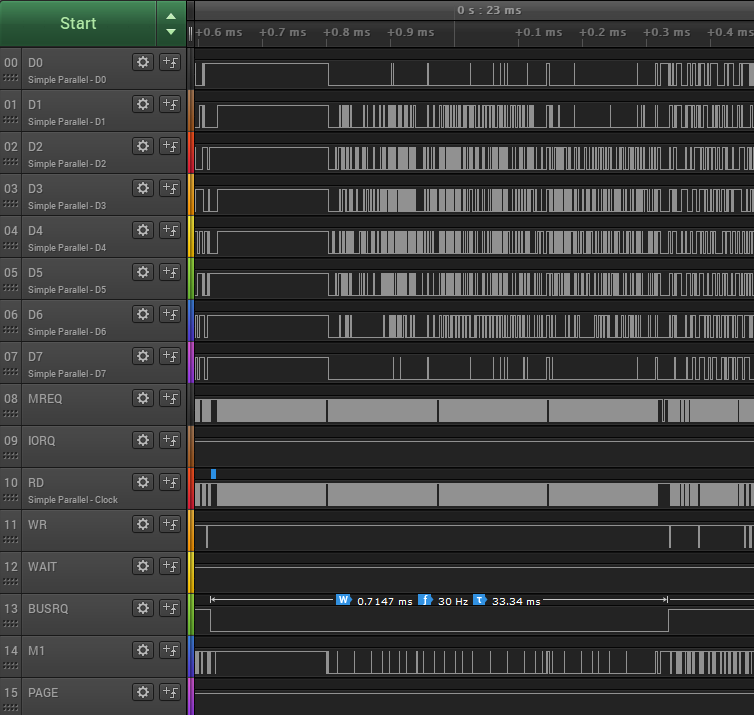 Start
0 s : 23 ms
+0.6 ms +0.7 ms +0.8 ms +0.9 ms +0.1 ms +0.2 ms +0.3 ms +0.4 ms
00 D0
Simple Parallel - D0
01 D1
Simple Parallel - D1
02 D2
Simple Parallel - D2
03 D3
Simple Parallel - D3
04 D4
Simple Parallel - D4
05 D5
Simple Parallel - D5
06 D6
Simple Parallel - D6
07 D7
Simple Parallel - D7
08 MREQ
09 IORQ
10 RD
Simple Parallel - Clock
11 WR
12 WAIT
W 0.7147 ms f 30 Hz τ 33.34 ms
13 BUSRQ
14 M1
15 PAGE